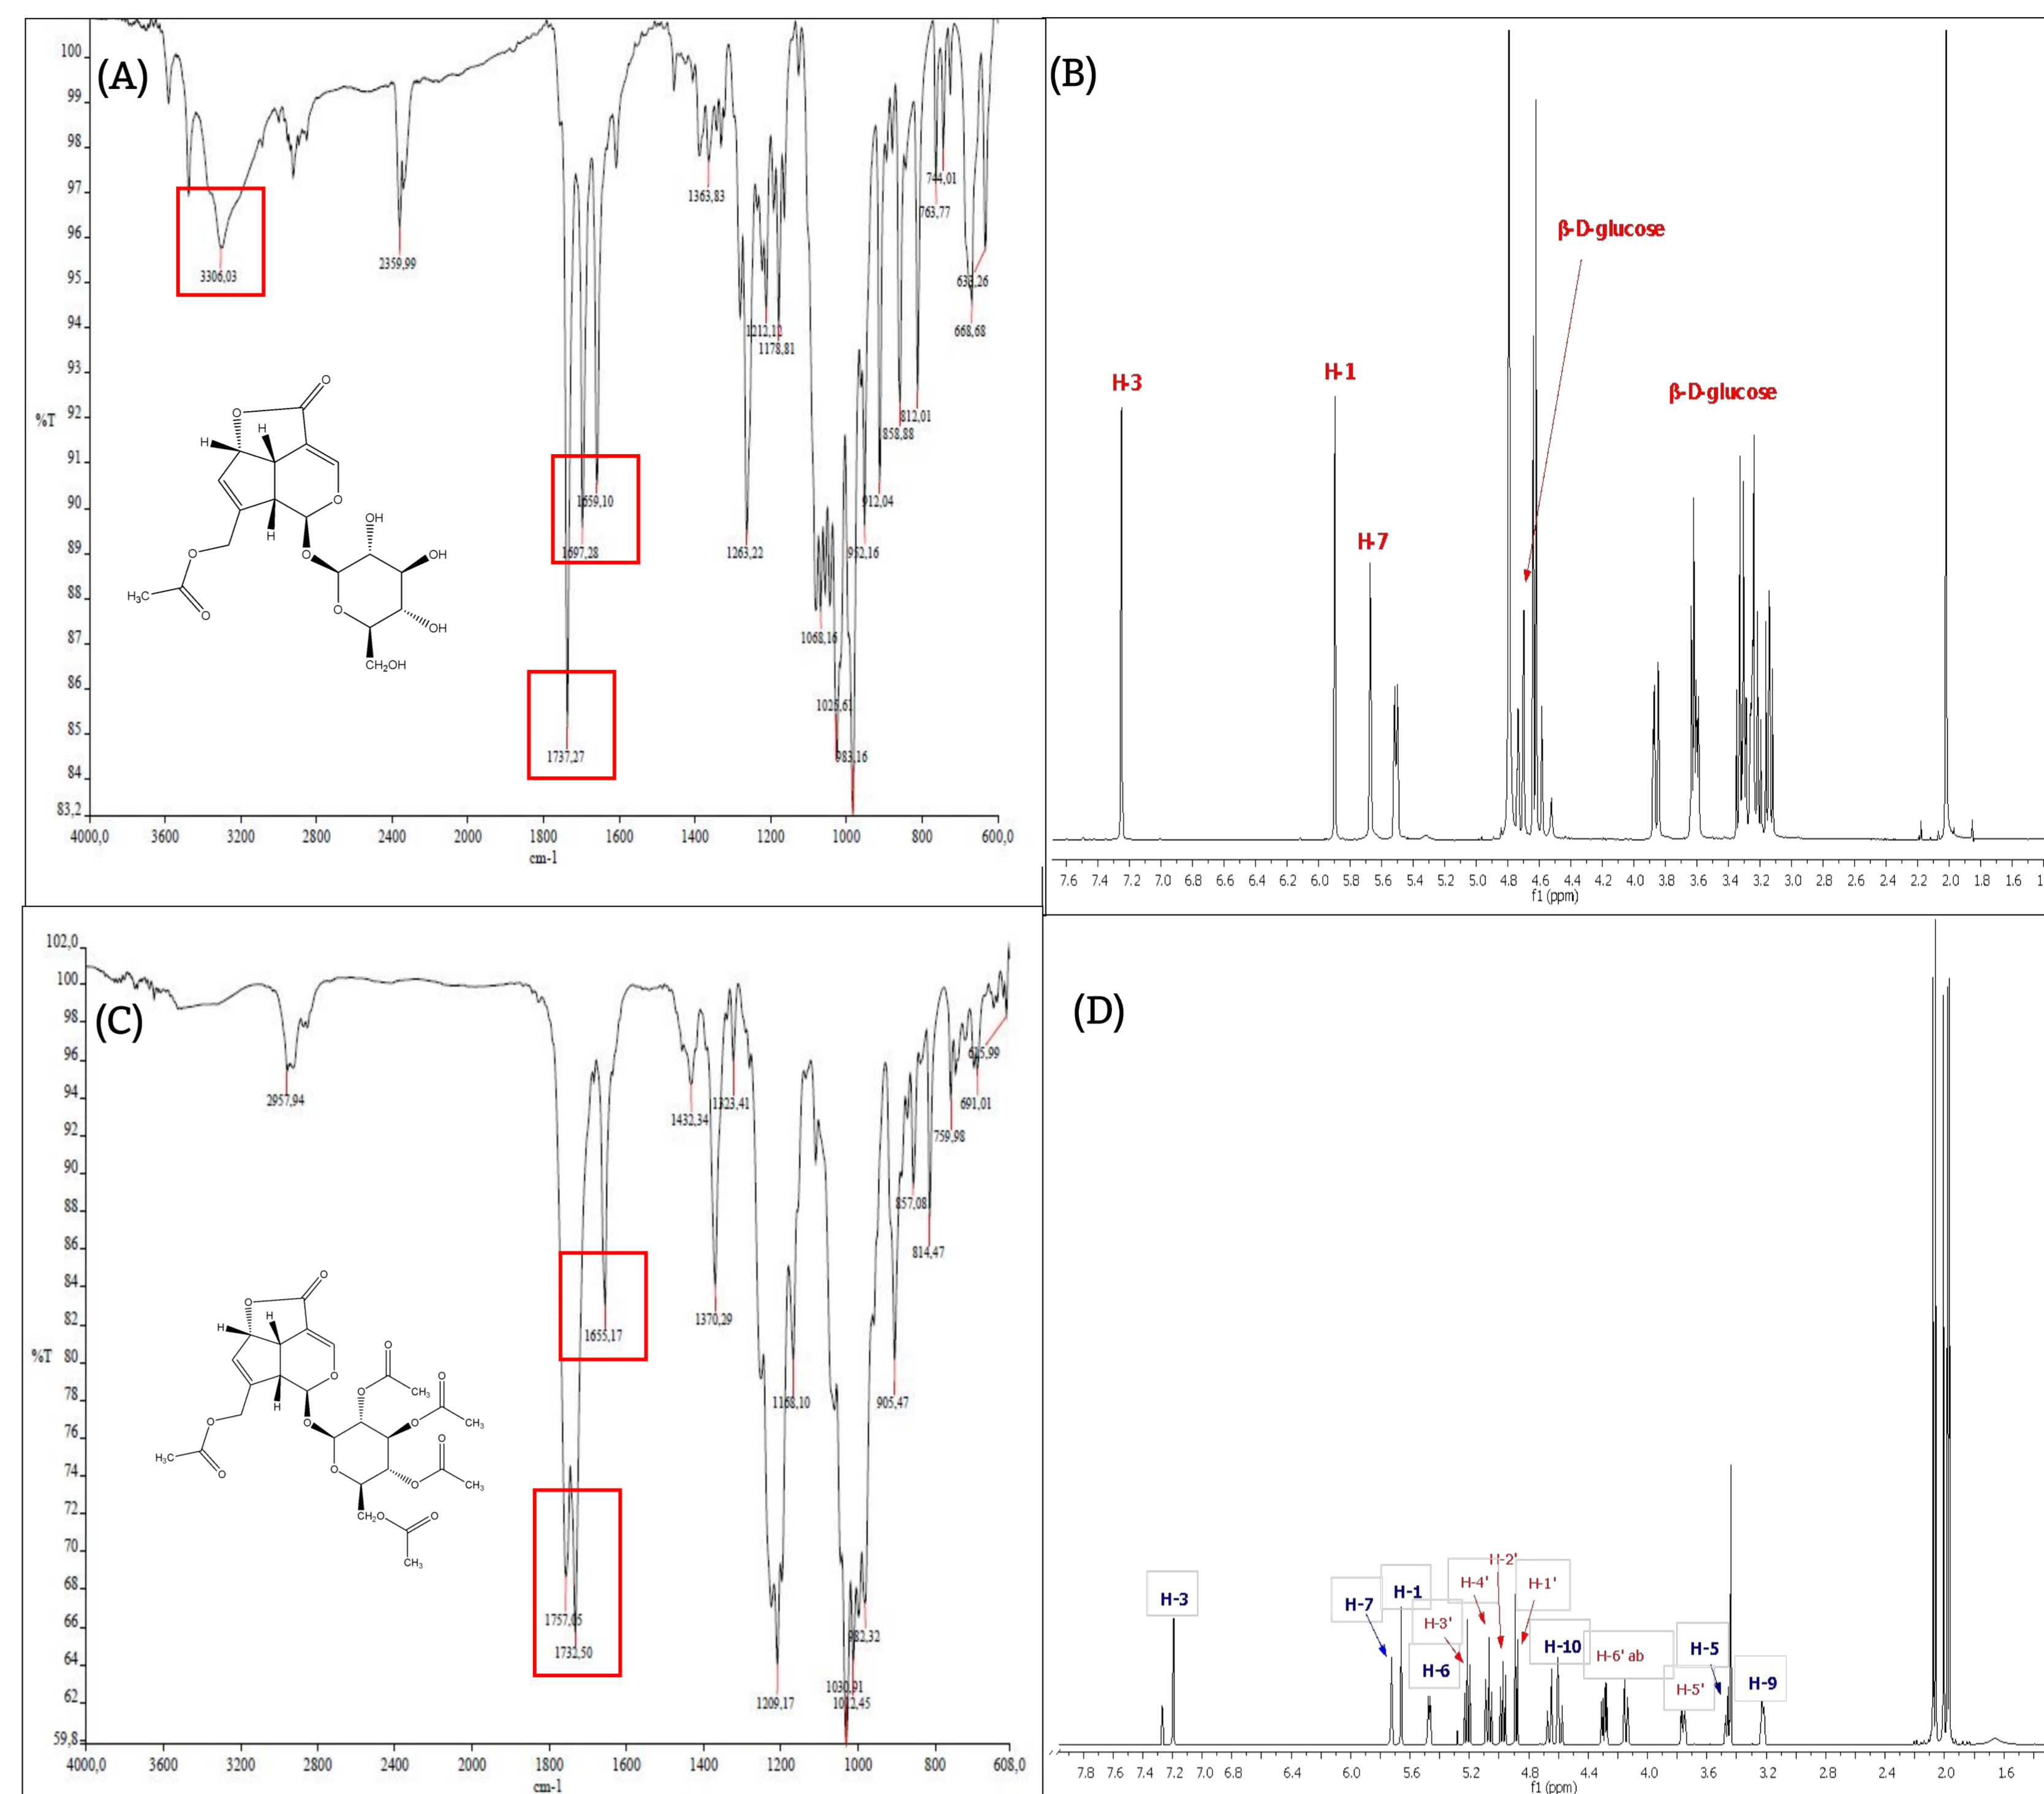 (A)
%T
100
99
98
97
96
95
94
93
92
91
90
89
88
87
86
85
84
83,2
3306,03
2359,99
1737,27
1697,28
1659,10
1363,83
1263,22
1212,12
1178,81
1068,16
1025,61
983,16
952,16
912,04
858,88
812,01
763,77
744,01
668,68
633,26
O
O
H
H
O
H
O
O
H₃C
O
O
OH
OH
OH
CH₂OH
4000,0 3600 3200 2800 2400 2000 1800 1600 1400 1200 1000 800 600,0
cm-1
(B)
H-3
H-1
H-7
β-D-glucose
β-D-glucose
7.6 7.4 7.2 7.0 6.8 6.6 6.4 6.2 6.0 5.8 5.6 5.4 5.2 5.0 4.8 4.6 4.4 4.2 4.0 3.8 3.6 3.4 3.2 3.0 2.8 2.6 2.4 2.2 2.0 1.8 1.6 1
f1 (ppm)
(C)
%T
102,0
100
98
96
94
92
90
88
86
84
82
80
78
76
74
72
70
68
66
64
62
59,8
2957,94
1757,05
1732,50
1655,17
1432,34
1370,29
1323,41
1209,17
1168,10
1030,91
1012,45
982,32
905,47
857,08
814,47
759,98
691,01
O
O
H
H
O
H
O
O
H₃C
O
O
O
O
CH₃
O
O
CH₃
O
O
CH₃
CH₂O
O
CH₃
4000,0 3600 3200 2800 2400 2000 1800 1600 1400 1200 1000 800 608,0
cm-1
(D)
H-3
H-7
H-1
H-3'
H-6
H-4'
H-2'
H-1'
H-10
H-6' ab
H-5'
H-5
H-9
7.8 7.6 7.4 7.2 7.0 6.8 6.4 6.0 5.6 5.2 4.8 4.4 4.0 3.6 3.2 2.8 2.4 2.0 1.6
f1 (ppm)